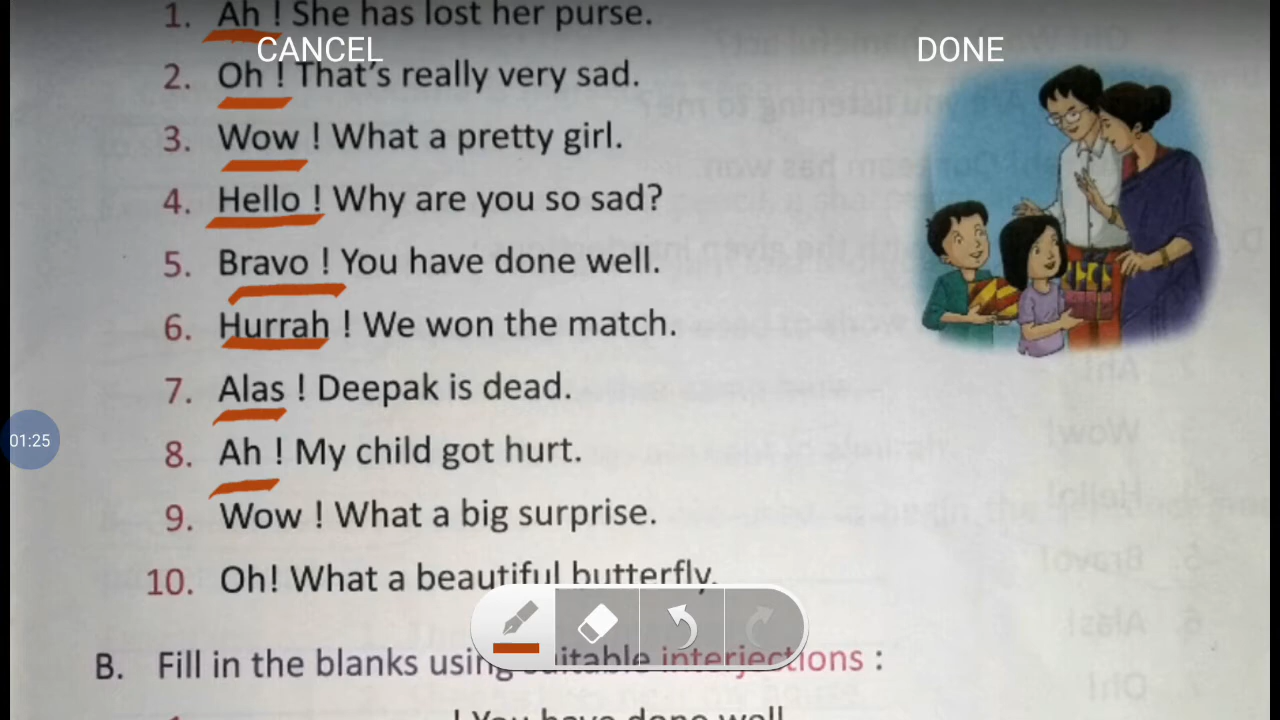 1. Ah ! She has lost her purse.
CANCEL DONE
2. Oh ! That's really very sad.
3. Wow ! What a pretty girl.
4. Hello ! Why are you so sad?
5. Bravo ! You have done well.
6. Hurrah ! We won the match.
7. Alas ! Deepak is dead.
01:25
8. Ah ! My child got hurt.
9. Wow ! What a big surprise.
10. Oh! What a beautiful butterfly.
B. Fill in the blanks using suitable interjections :
! You have done well